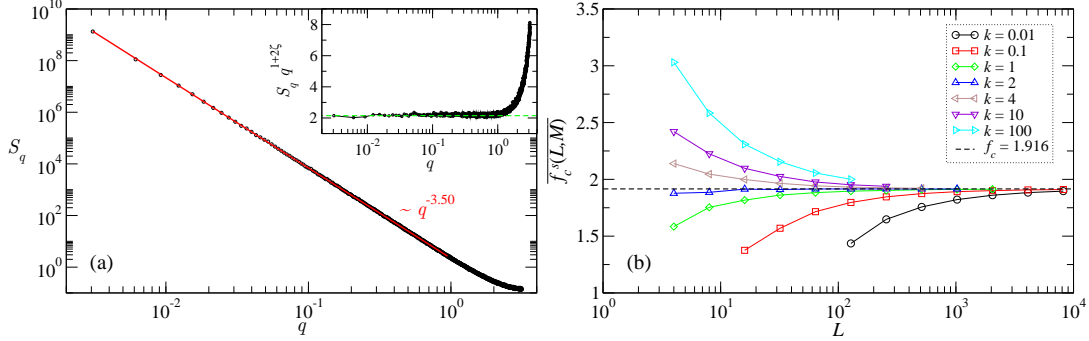 10^10
10^8
10^6
10^4
10^2
10^0
S_q
10^-2
10^-1
10^0
q
(a)
~ q^-3.50
8
6
4
2
S_q q^1+2ζ
10^-2
10^-1
10^0
q
3.5
3
2.5
2
1.5
1
f_c^s(L,M)
10^0
10^1
10^2
10^3
10^4
L
(b)
k = 0.01
k = 0.1
k = 1
k = 2
k = 4
k = 10
k = 100
f_c = 1.916